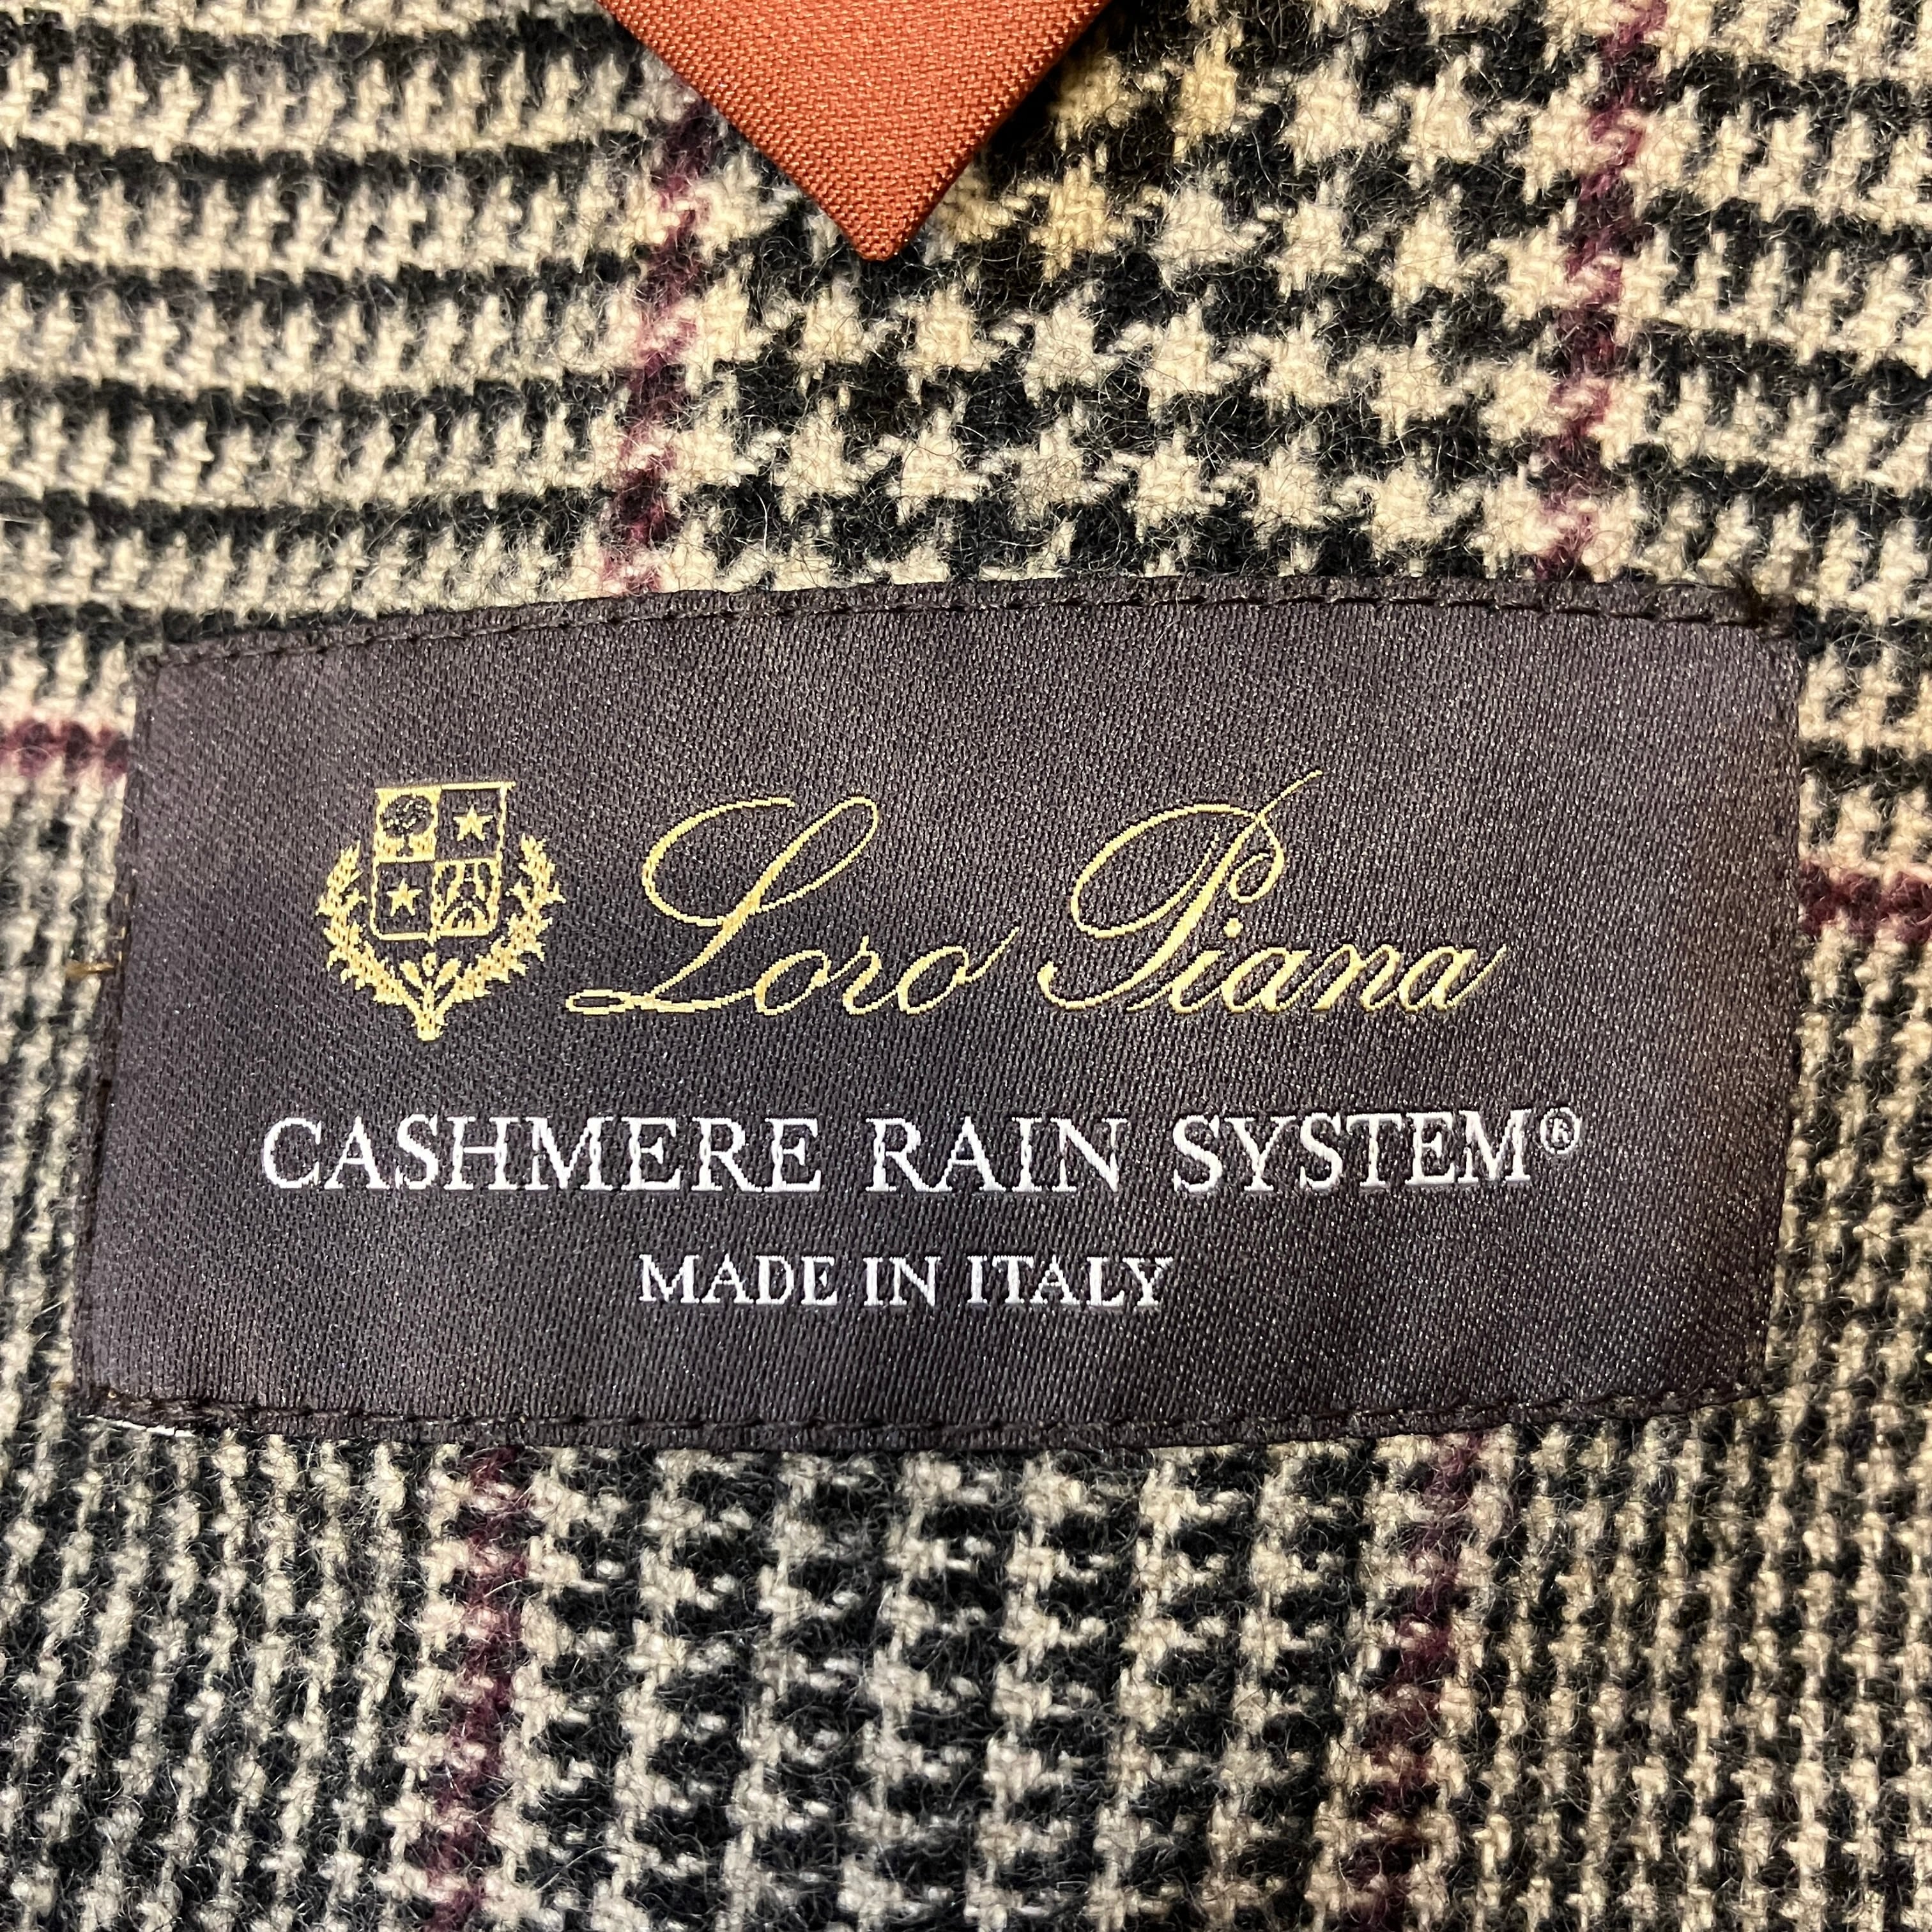 Loro Piana
CASHMERE RAIN SYSTEM®
MADE IN ITALY